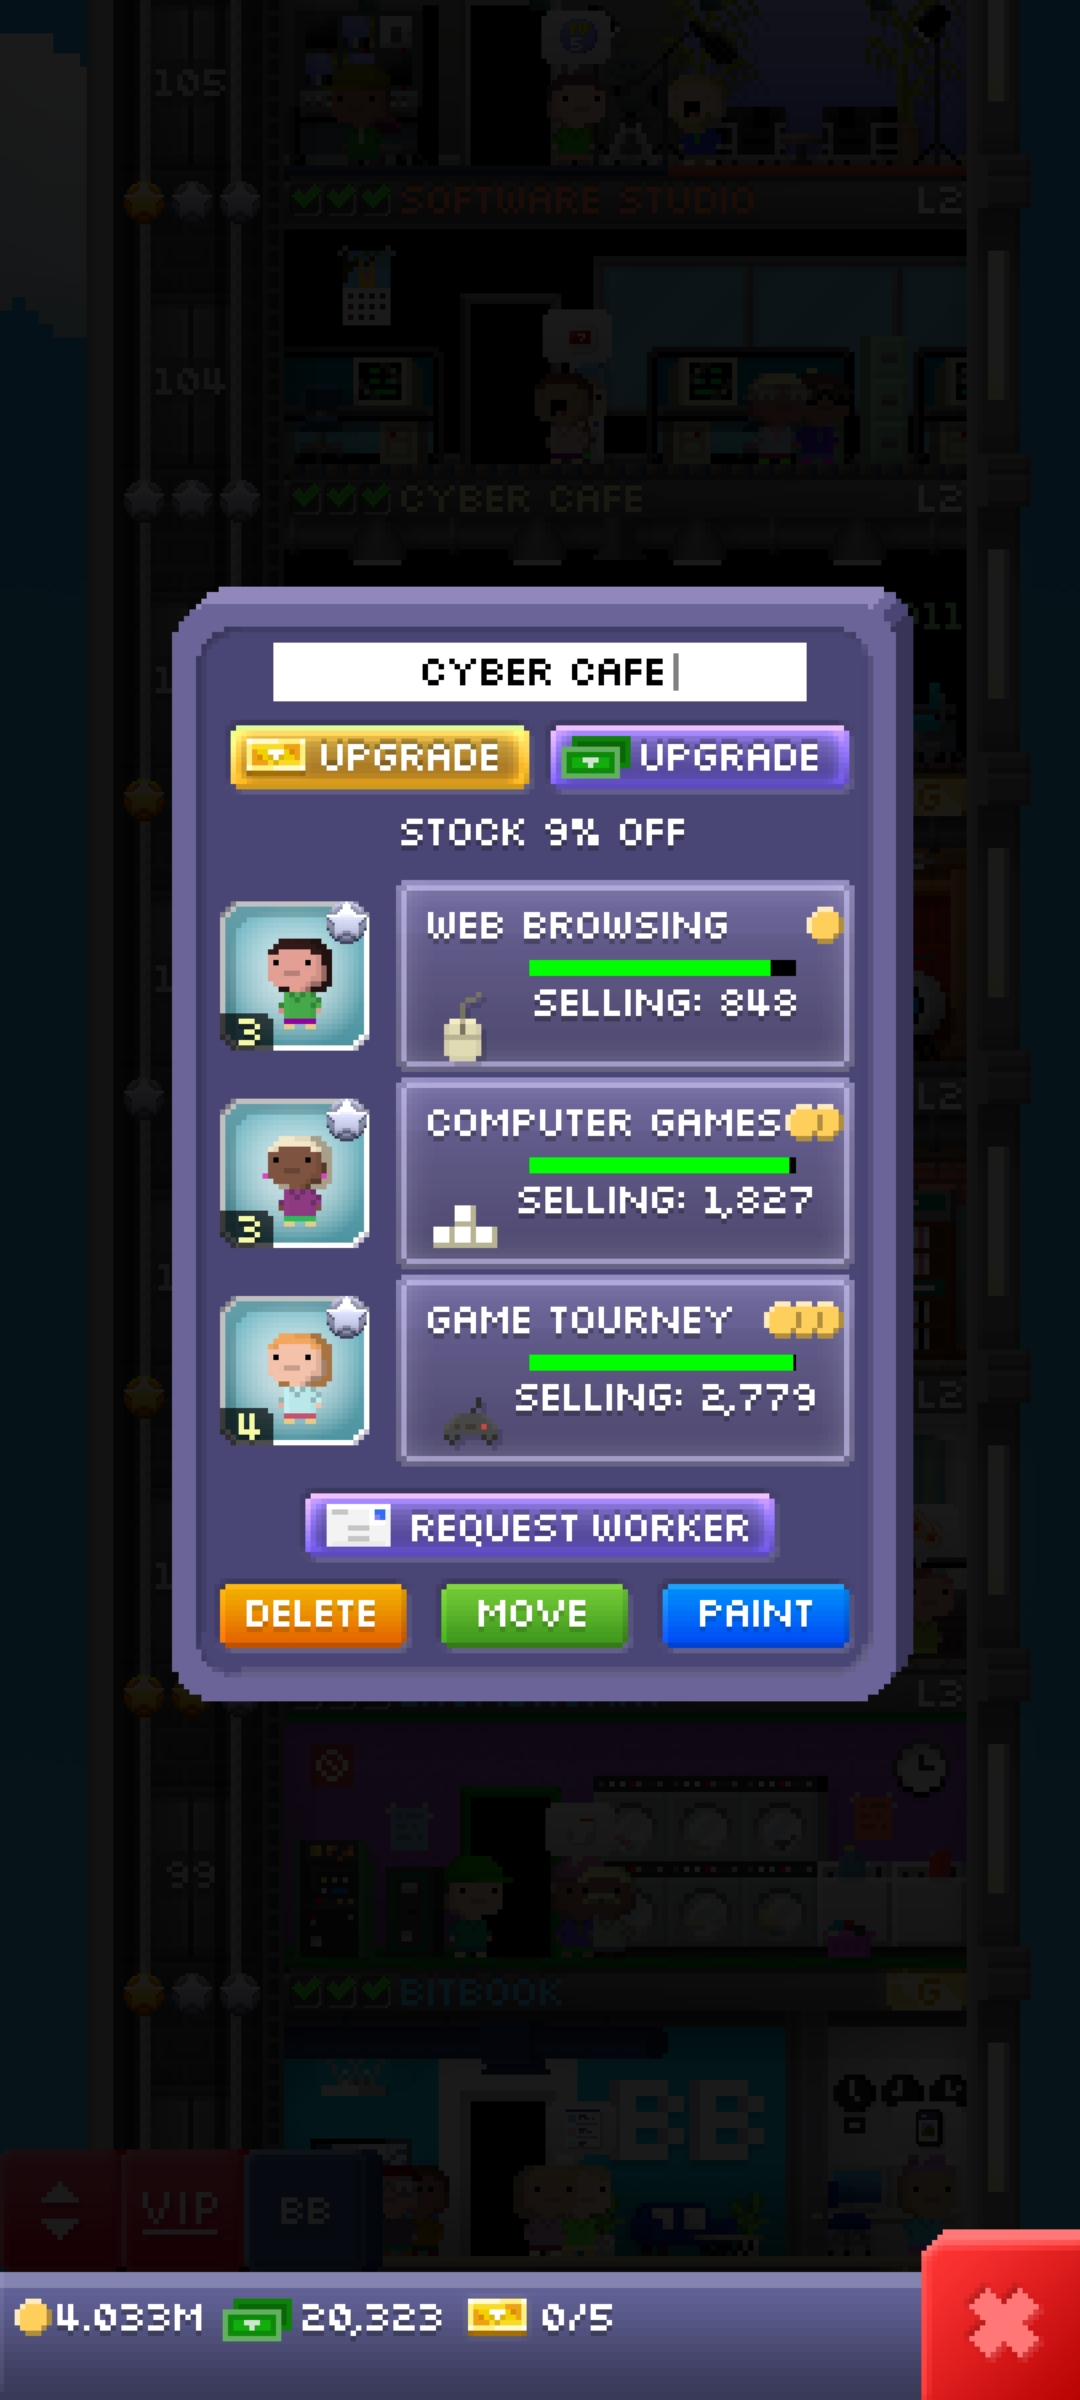 105
SOFTWARE STUDIO L2
104
CYBER CAFE L2
CYBER CAFE
UPGRADE UPGRADE
STOCK 9% OFF
WEB BROWSING
SELLING: 848
3
COMPUTER GAMES
SELLING: 1,827
3
GAME TOURNEY
SELLING: 2,779
4
REQUEST WORKER
DELETE MOVE PAINT
L3
99
BITBOOK G
BB
VIP BB
4.033M 20,323 0/5